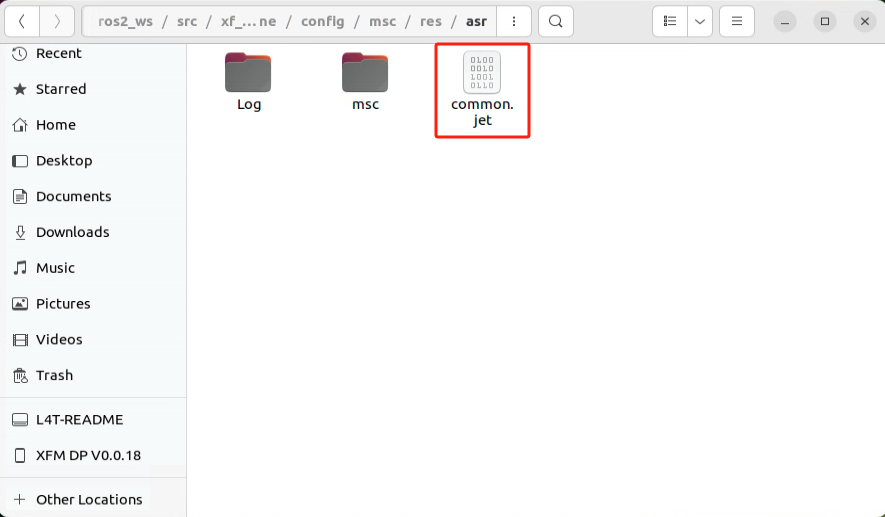 ros2_ws / src / xf_...ne / config / msc / res / asr
Recent
Starred
Home
Desktop
Documents
Downloads
Music
Pictures
Videos
Trash
L4T-README
XFM DP V0.0.18
Other Locations
Log
msc
0100
0010
1001
0110
common.
jet